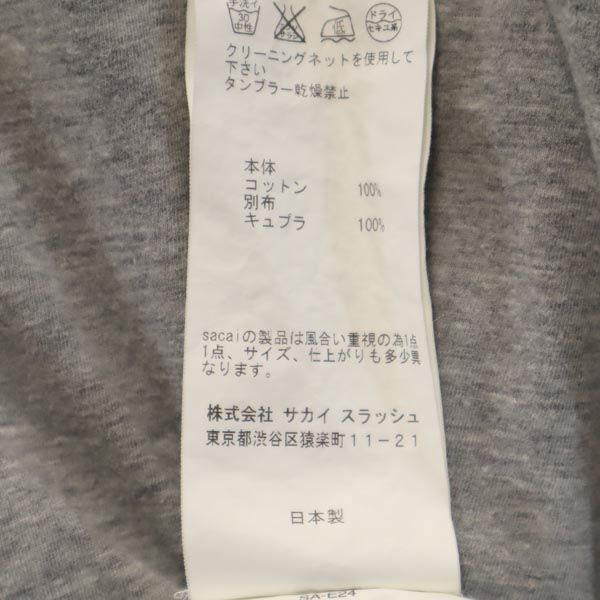 手洗イ
30
中性
低
ドライ
セキユ系
クリーニングネットを使用して
下さい
タンブラー乾燥禁止
本体
コットン 100%
別布
キュプラ 100%
sacaiの製品は風合い重視の為1点
1点、サイズ、仕上がりも多少異
なります。
株式会社 サカイ スラッシュ
東京都渋谷区猿楽町11-21
日本製